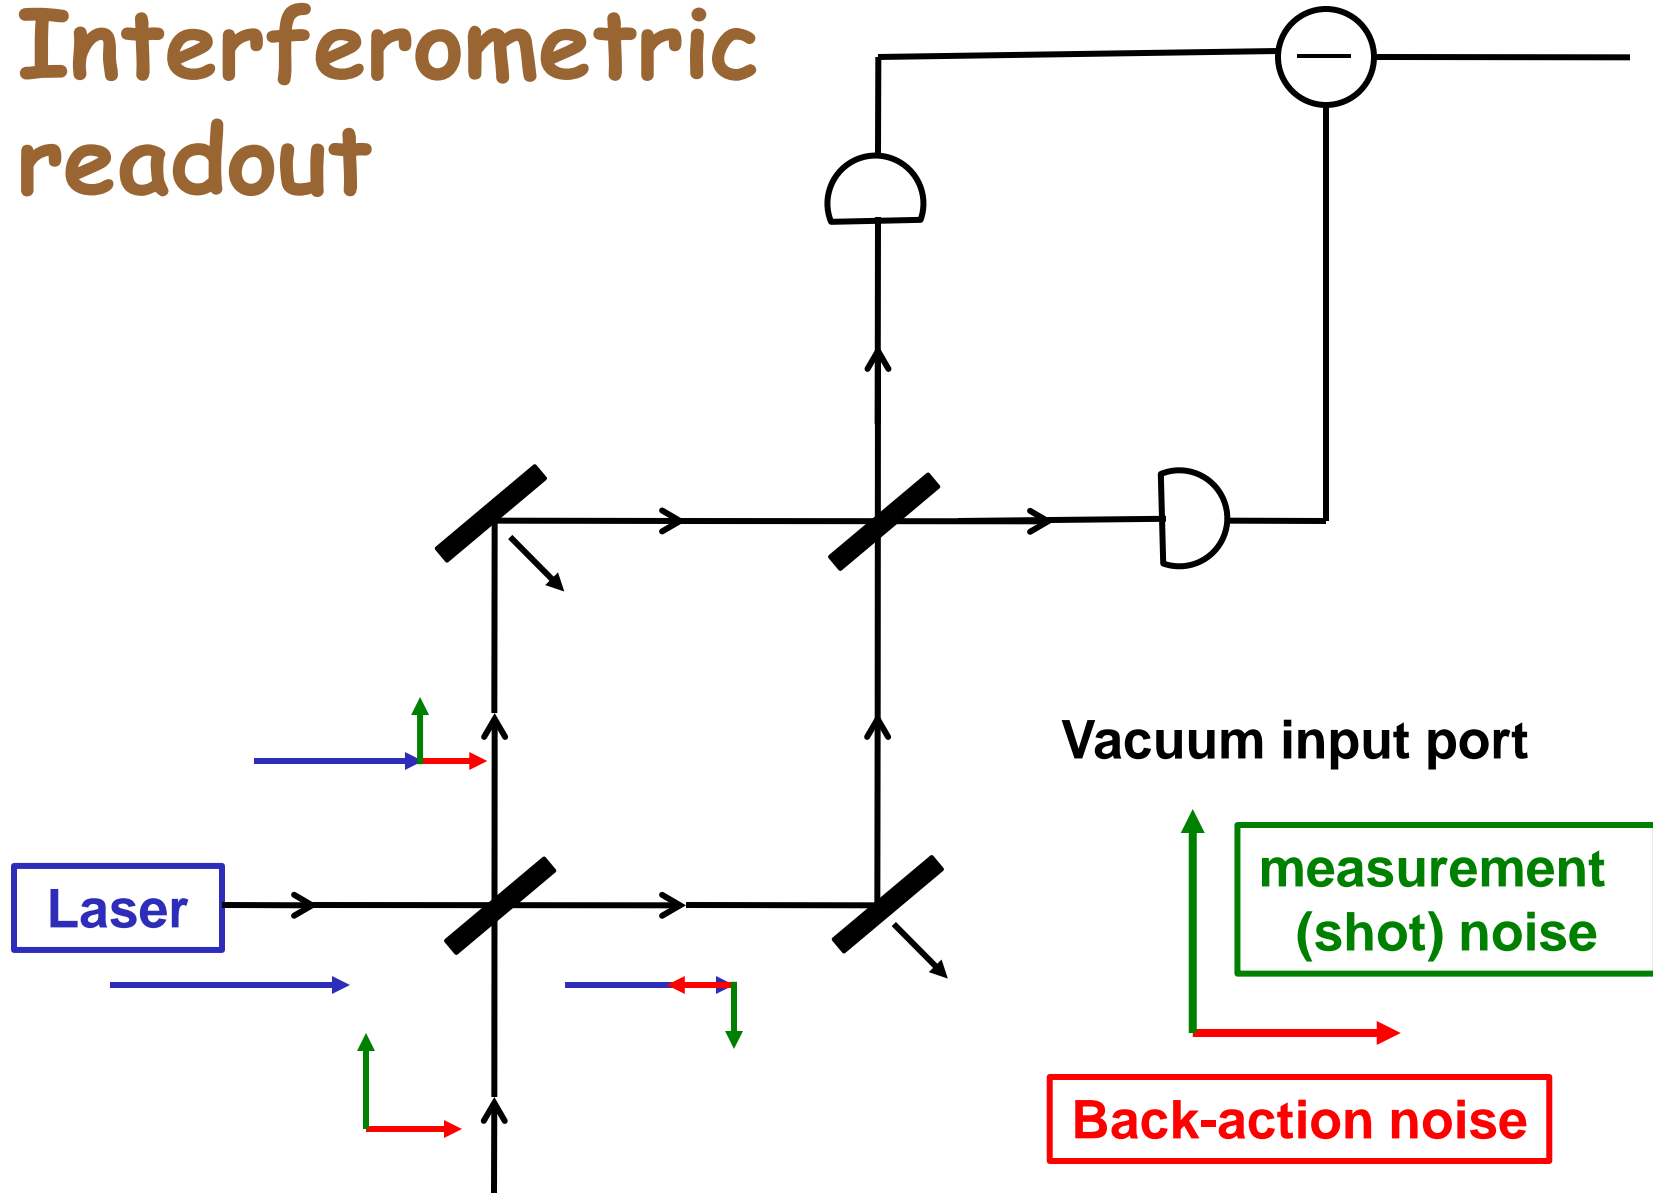 Interferometric
readout
Vacuum input port
Laser
measurement
(shot) noise
Back-action noise